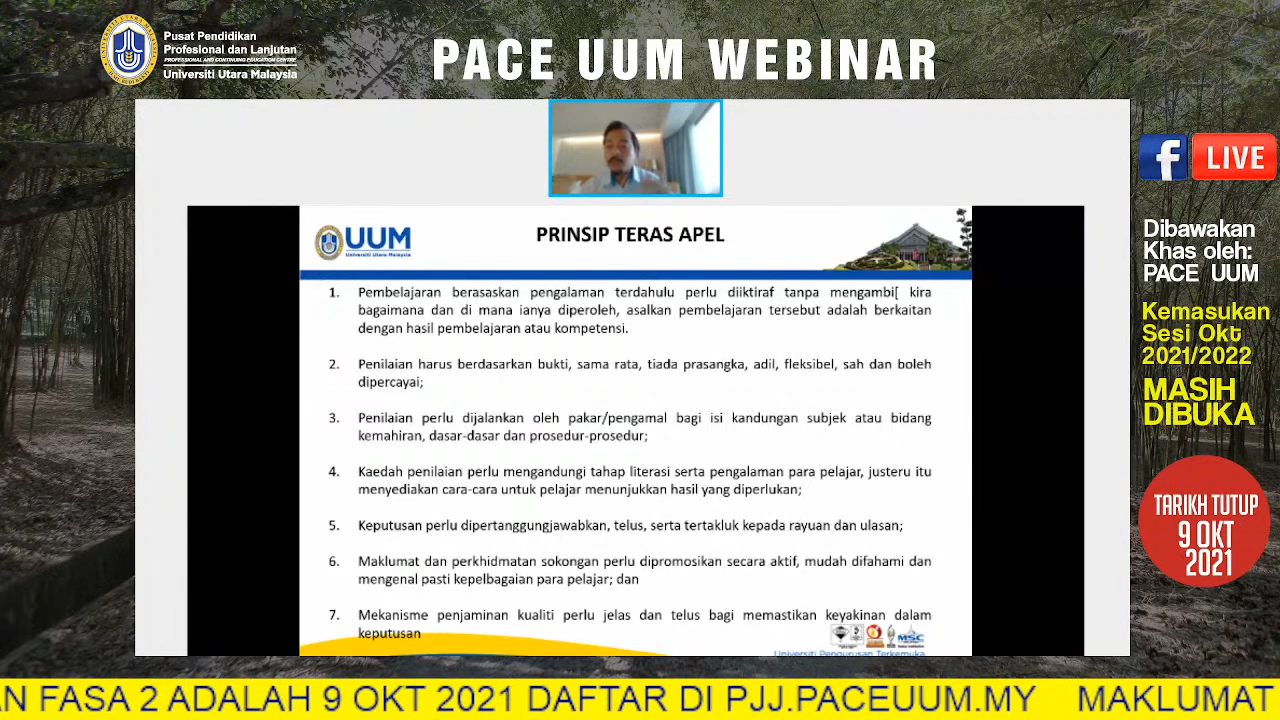 Pusat Pendidikan
Profesional dan Lanjutan
PROFESSIONAL AND CONTINUING EDUCATION CENTRE
Universiti Utara Malaysia
PACE UUM WEBINAR
LIVE
Dibawakan
Khas oleh:
PACE UUM
Kemasukan
Sesi Okt
2021/2022
MASIH
DIBUKA
TARIKH TUTUP
9 OKT
2021
UUM
Universiti Utara Malaysia
PRINSIP TERAS APEL
1. Pembelajaran berasaskan pengalaman terdahulu perlu diiktiraf tanpa mengambi[ kira
bagaimana dan di mana ianya diperoleh, asalkan pembelajaran tersebut adalah berkaitan
dengan hasil pembelajaran atau kompetensi.
2. Penilaian harus berdasarkan bukti, sama rata, tiada prasangka, adil, fleksibel, sah dan boleh
dipercayai;
3. Penilaian perlu dijalankan oleh pakar/pengamal bagi isi kandungan subjek atau bidang
kemahiran, dasar-dasar dan prosedur-prosedur;
4. Kaedah penilaian perlu mengandungi tahap literasi serta pengalaman para pelajar, justeru itu
menyediakan cara-cara untuk pelajar menunjukkan hasil yang diperlukan;
5. Keputusan perlu dipertanggungjawabkan, telus, serta tertakluk kepada rayuan dan ulasan;
6. Maklumat dan perkhidmatan sokongan perlu dipromosikan secara aktif, mudah difahami dan
mengenal pasti kepelbagaian para pelajar; dan
7. Mekanisme penjaminan kualiti perlu jelas dan telus bagi memastikan keyakinan dalam
keputusan
MSC
Universiti Pengurusan Terkemuka
AN FASA 2 ADALAH 9 OKT 2021 DAFTAR DI PJJ.PACEUUM.MY MAKLUMAT